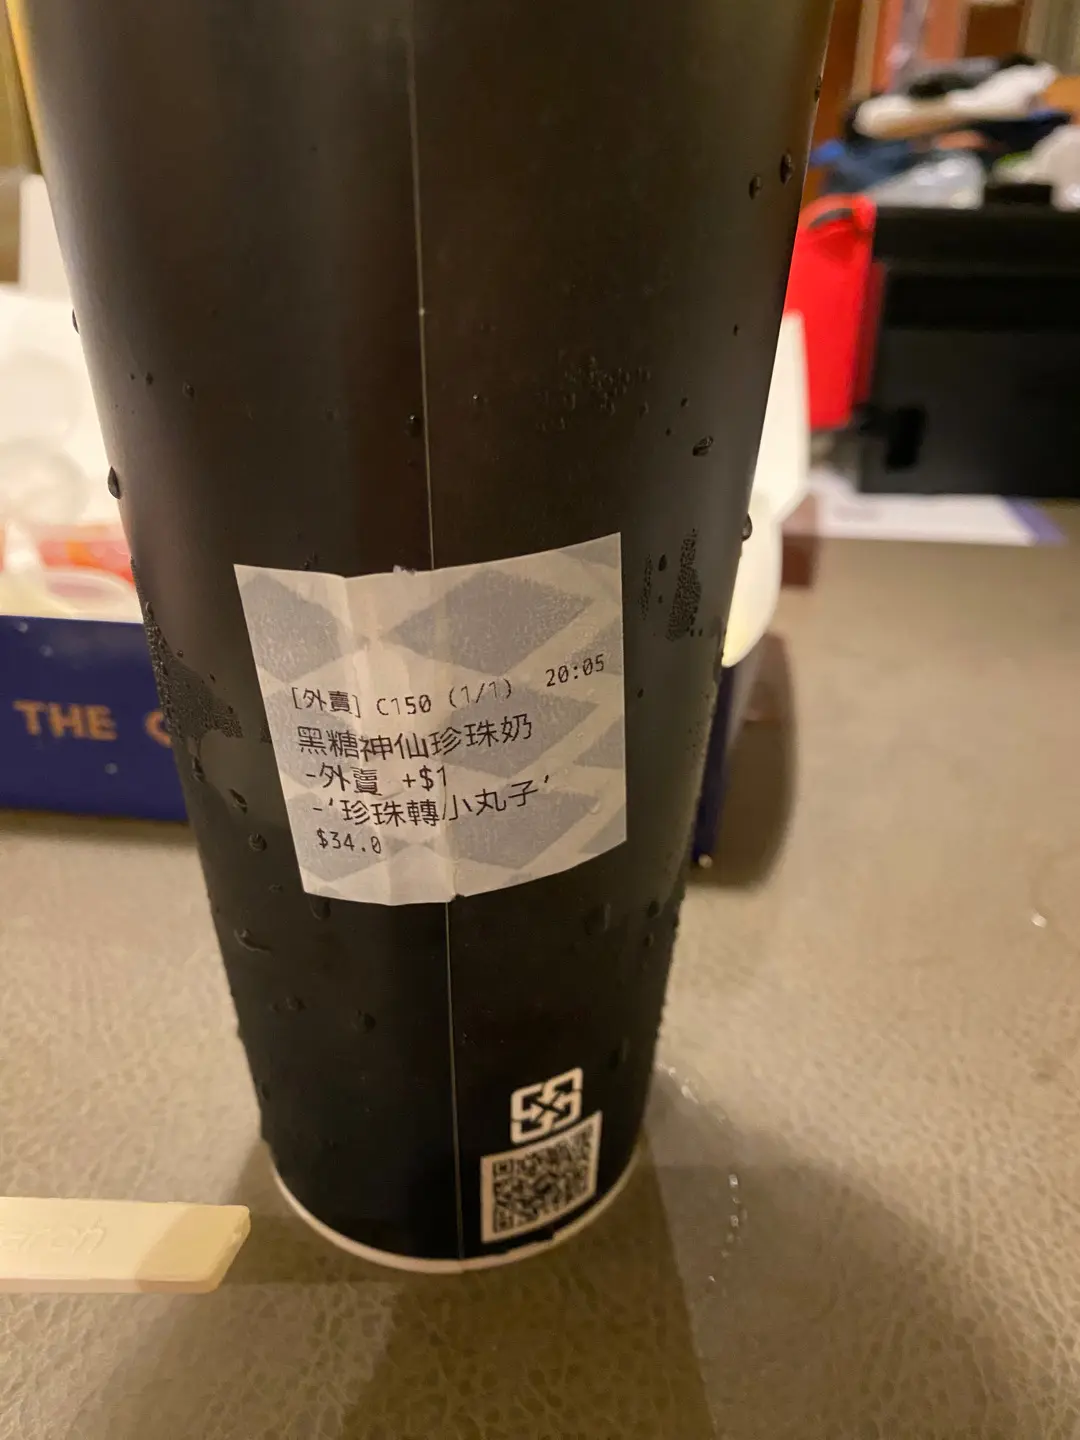 [外賣] C150 (1/1) 20:05
黑糖神仙珍珠奶
-外賣 +$1
-'珍珠轉小丸子'
$34.0
THE